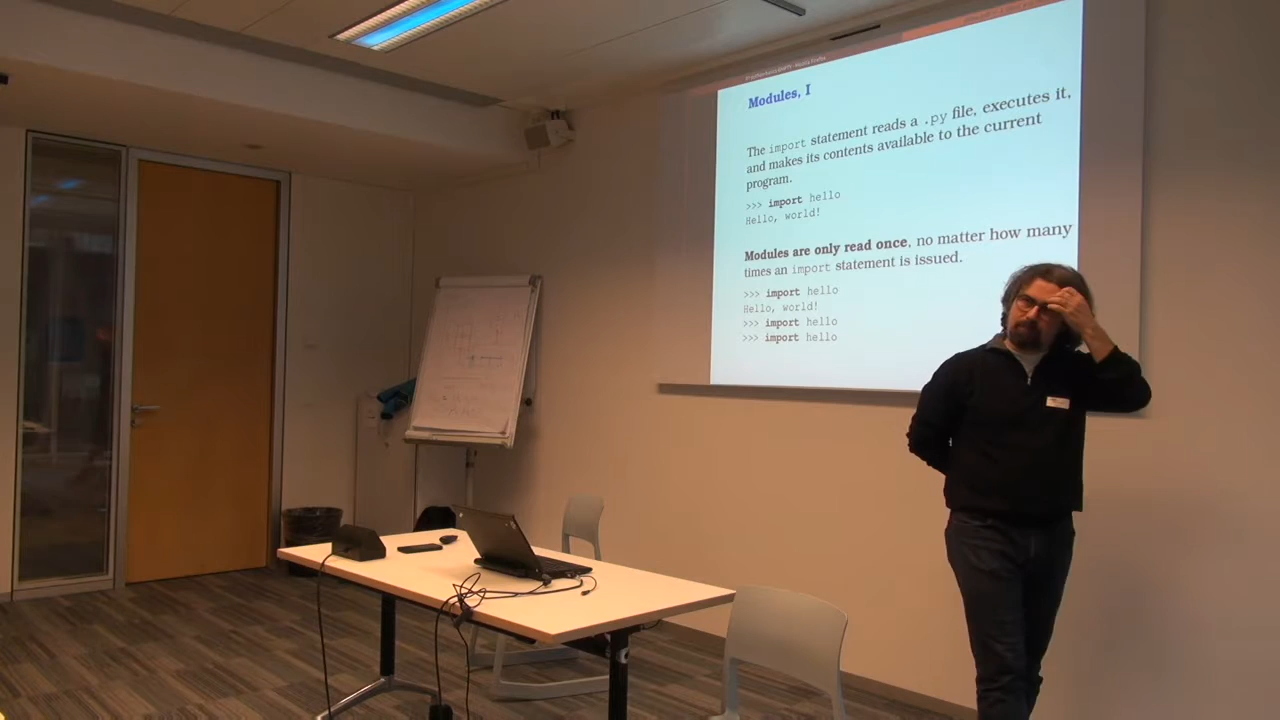 Modules, I
The import statement reads a .py file, executes it,
and makes its contents available to the current
program.
>>> import hello
Hello, world!
Modules are only read once, no matter how many
times an import statement is issued.
>>> import hello
Hello, world!
>>> import hello
>>> import hello